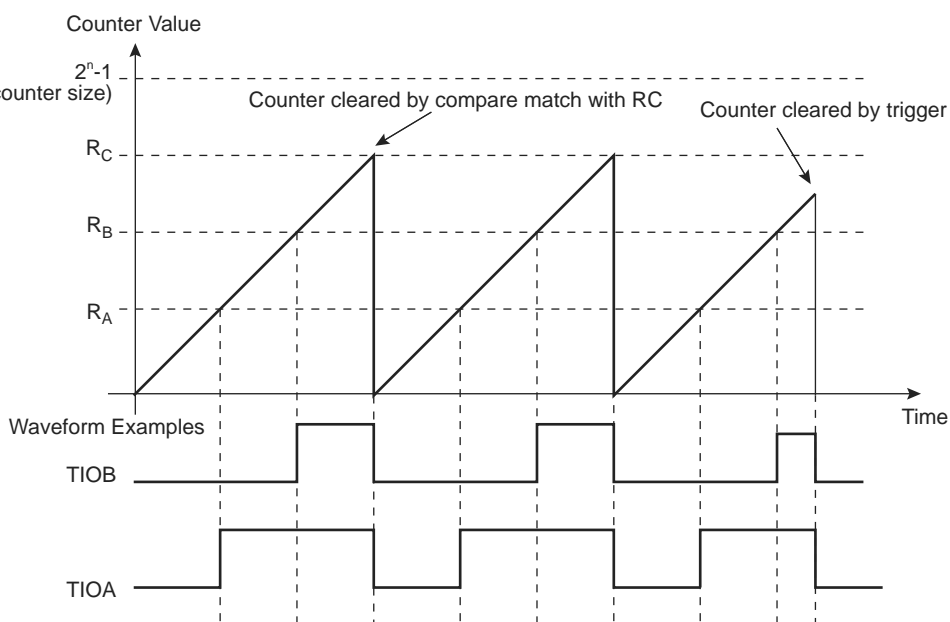 Counter Value
2ⁿ-1
counter size)
Counter cleared by compare match with RC
Counter cleared by trigger
R_C
R_B
R_A
Time
Waveform Examples
TIOB
TIOA